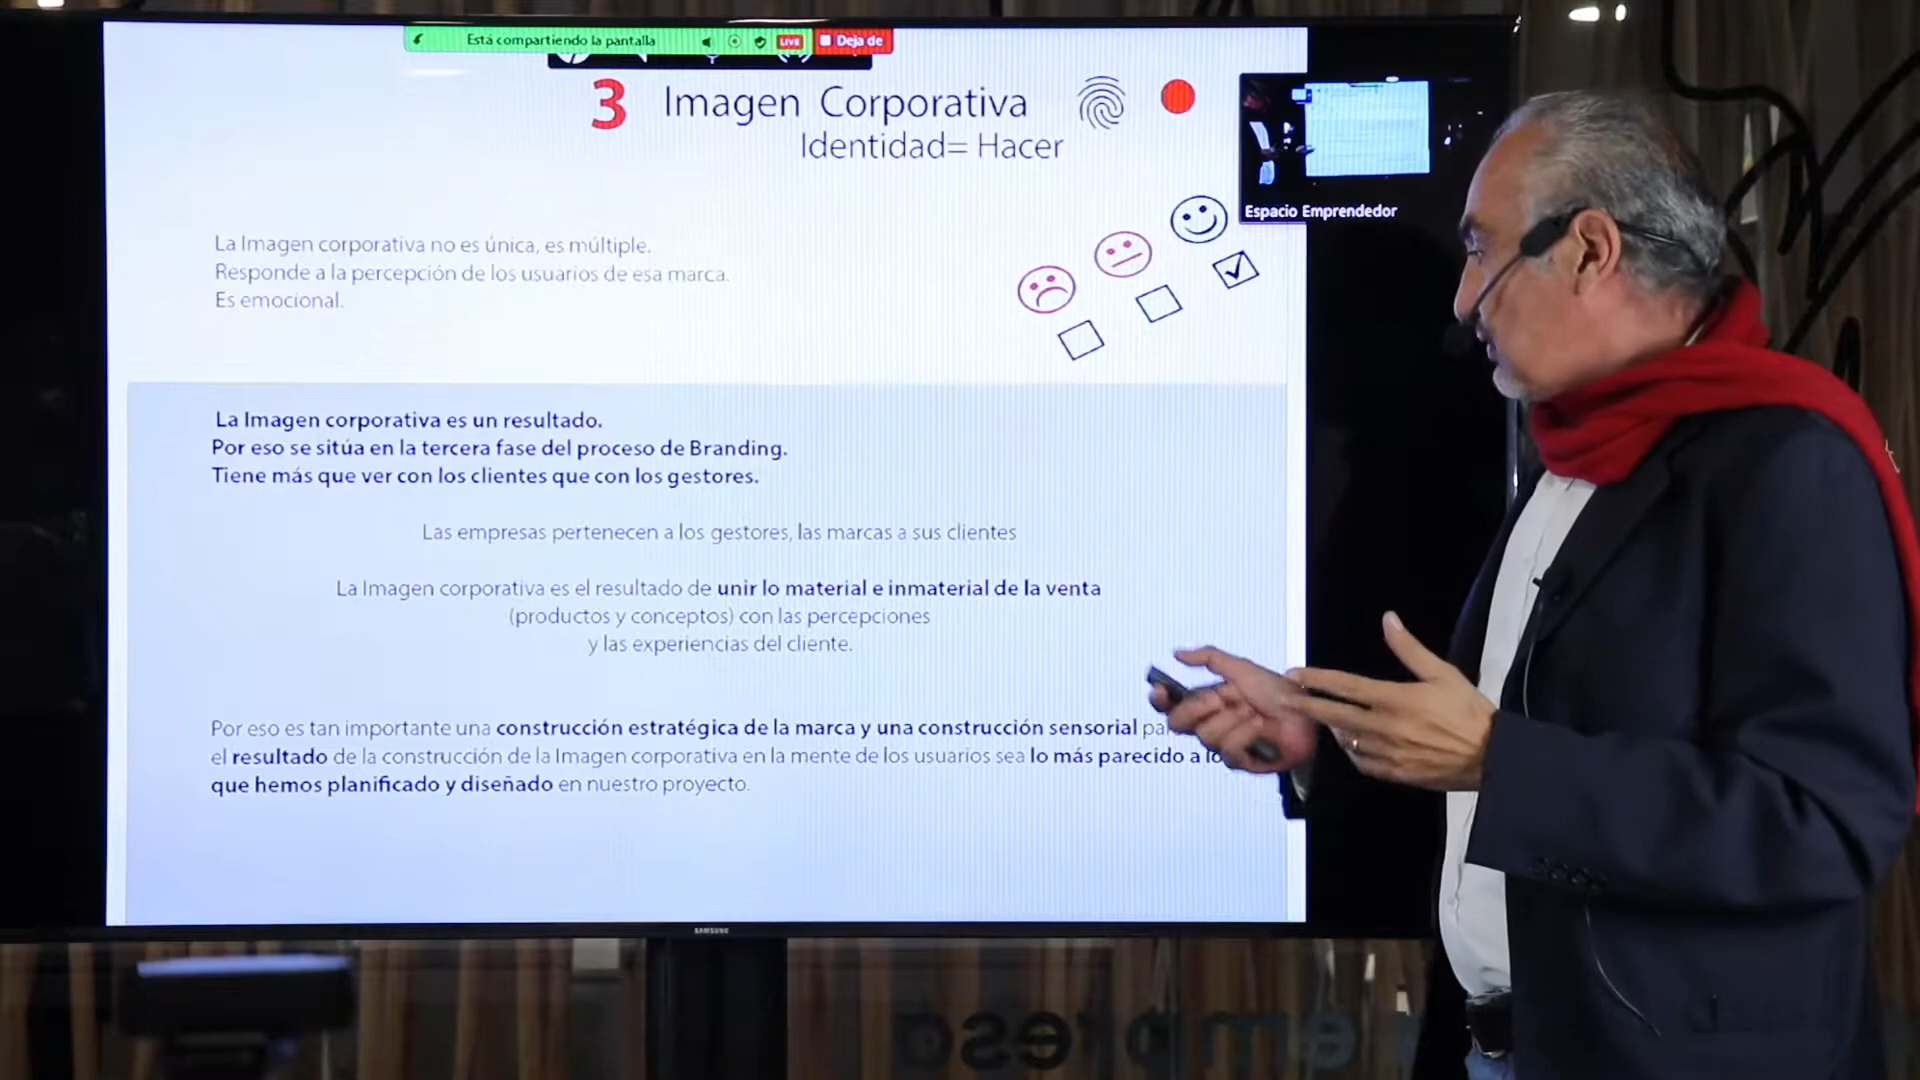 Está compartiendo la pantalla
LIVE
Deja de
3 Imagen Corporativa
Identidad= Hacer
Espacio Emprendedor
La Imagen corporativa no es única, es múltiple.
Responde a la percepción de los usuarios de esa marca.
Es emocional.
La Imagen corporativa es un resultado.
Por eso se sitúa en la tercera fase del proceso de Branding.
Tiene más que ver con los clientes que con los gestores.
Las empresas pertenecen a los gestores, las marcas a sus clientes
La Imagen corporativa es el resultado de unir lo material e inmaterial de la venta
(productos y conceptos) con las percepciones
y las experiencias del cliente.
Por eso es tan importante una construcción estratégica de la marca y una construcción sensorial
el resultado de la construcción de la Imagen corporativa en la mente de los usuarios sea lo más parecido a lo
que hemos planificado y diseñado en nuestro proyecto.
SAMSUNG
empresa